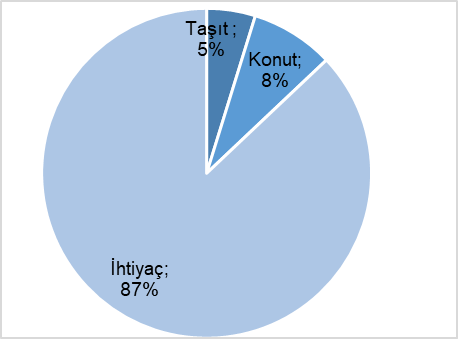 Taşıt ;
5%
Konut;
8%
İhtiyaç;
87%